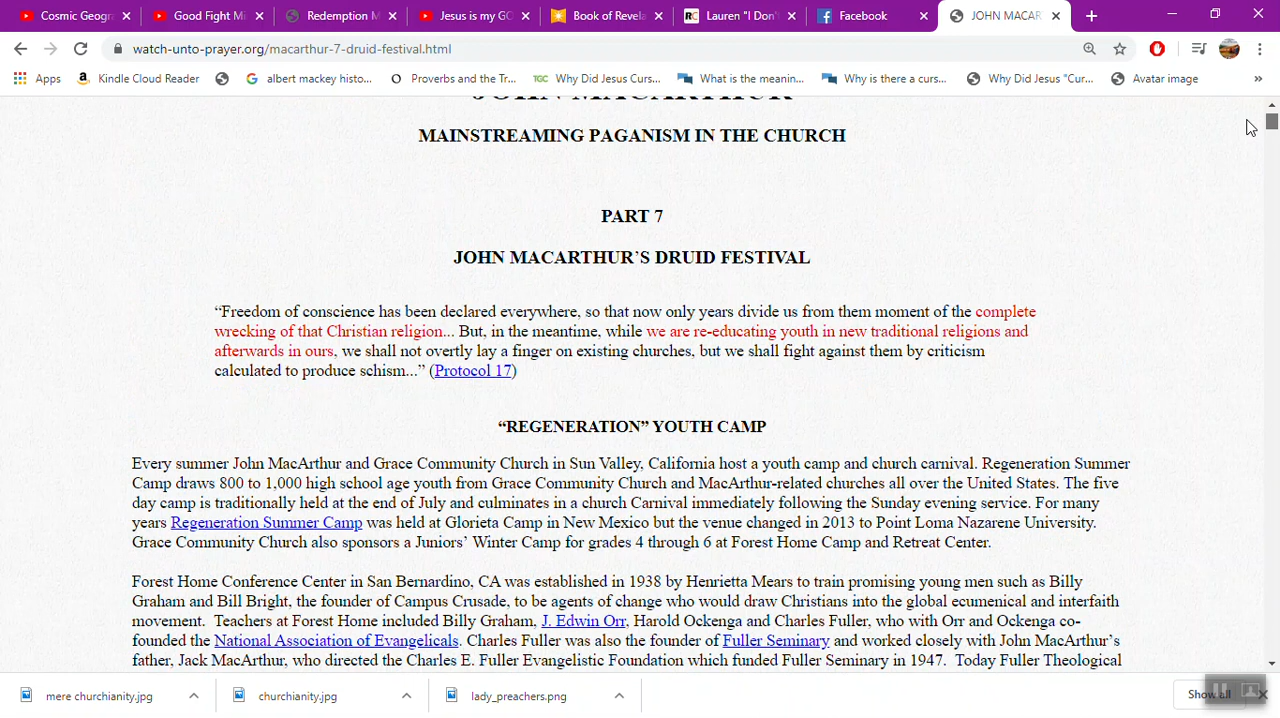 Cosmic Geogra
Good Fight Mi
Redemption M
Jesus is my GO
Book of Revela
Lauren "I Don'
Facebook
JOHN MACAR
watch-unto-prayer.org/macarthur-7-druid-festival.html
Apps
Kindle Cloud Reader
albert mackey histo...
Proverbs and the Tr...
TGC Why Did Jesus Curs...
What is the meanin...
Why is there a curs...
Why Did Jesus "Cur...
Avatar image
»
JOHN MACARTHUR
MAINSTREAMING PAGANISM IN THE CHURCH
PART 7
JOHN MACARTHUR’S DRUID FESTIVAL
“Freedom of conscience has been declared everywhere, so that now only years divide us from them moment of the complete
wrecking of that Christian religion... But, in the meantime, while we are re-educating youth in new traditional religions and
afterwards in ours, we shall not overtly lay a finger on existing churches, but we shall fight against them by criticism
calculated to produce schism...” (Protocol 17)
“REGENERATION” YOUTH CAMP
Every summer John MacArthur and Grace Community Church in Sun Valley, California host a youth camp and church carnival. Regeneration Summer
Camp draws 800 to 1,000 high school age youth from Grace Community Church and MacArthur-related churches all over the United States. The five
day camp is traditionally held at the end of July and culminates in a church Carnival immediately following the Sunday evening service. For many
years Regeneration Summer Camp was held at Glorieta Camp in New Mexico but the venue changed in 2013 to Point Loma Nazarene University.
Grace Community Church also sponsors a Juniors’ Winter Camp for grades 4 through 6 at Forest Home Camp and Retreat Center.
Forest Home Conference Center in San Bernardino, CA was established in 1938 by Henrietta Mears to train promising young men such as Billy
Graham and Bill Bright, the founder of Campus Crusade, to be agents of change who would draw Christians into the global ecumenical and interfaith
movement. Teachers at Forest Home included Billy Graham, J. Edwin Orr, Harold Ockenga and Charles Fuller, who with Orr and Ockenga co-
founded the National Association of Evangelicals. Charles Fuller was also the founder of Fuller Seminary and worked closely with John MacArthur’s
father, Jack MacArthur, who directed the Charles E. Fuller Evangelistic Foundation which funded Fuller Seminary in 1947. Today Fuller Theological
mere churchianity.jpg
churchianity.jpg
lady_preachers.png
Show all